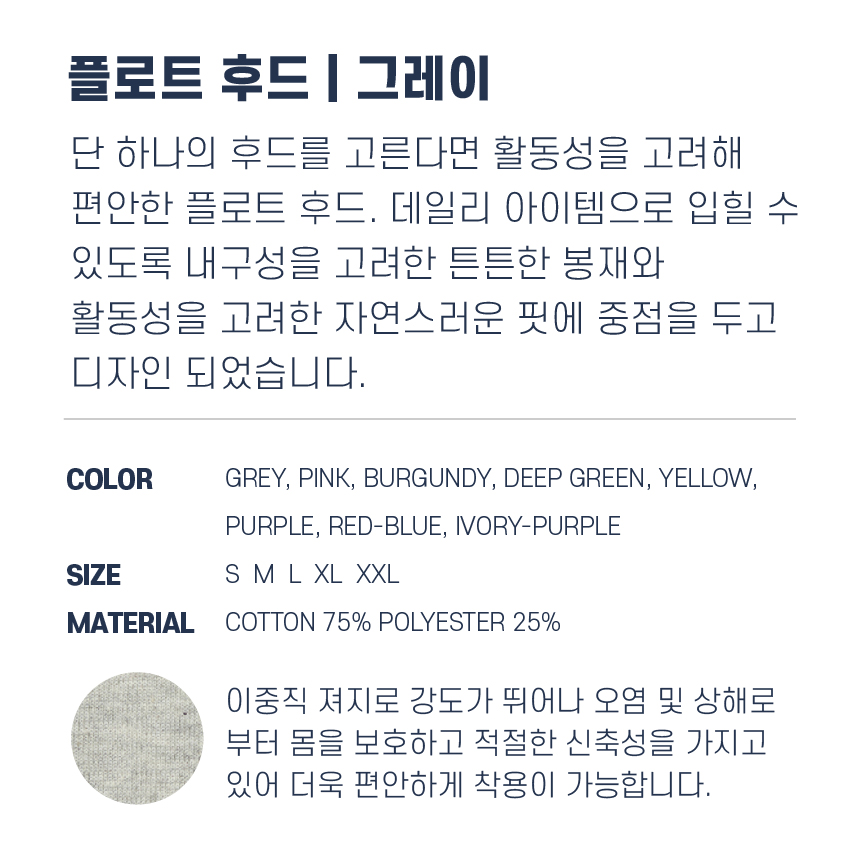 플로트 후드 | 그레이
단 하나의 후드를 고른다면 활동성을 고려해
편안한 플로트 후드. 데일리 아이템으로 입힐 수
있도록 내구성을 고려한 튼튼한 봉재와
활동성을 고려한 자연스러운 핏에 중점을 두고
디자인 되었습니다.
COLOR GREY, PINK, BURGUNDY, DEEP GREEN, YELLOW,
PURPLE, RED-BLUE, IVORY-PURPLE
SIZE S M L XL XXL
MATERIAL COTTON 75% POLYESTER 25%
이중직 져지로 강도가 뛰어나 오염 및 상해로
부터 몸을 보호하고 적절한 신축성을 가지고
있어 더욱 편안하게 착용이 가능합니다.